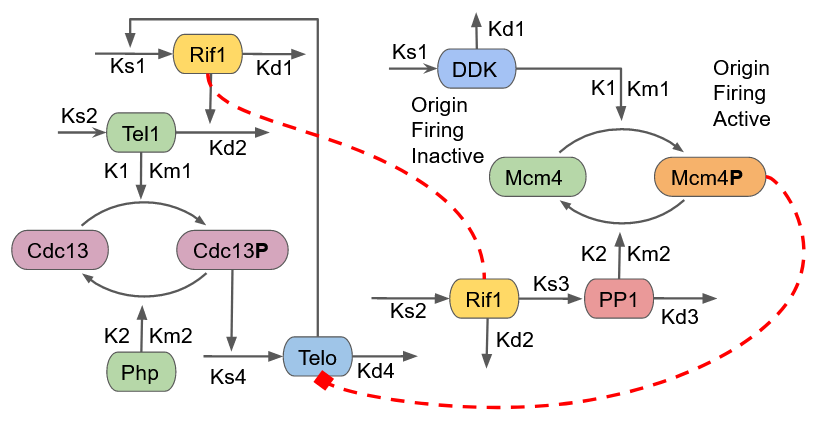 Rif1
Ks1
Kd1
Ks2
Tel1
Kd2
K1
Km1
Cdc13
Cdc13P
K2
Km2
Php
Ks4
Telo
Kd4
Kd1
Ks1
DDK
K1
Km1
Origin
Firing
Inactive
Origin
Firing
Active
Mcm4
Mcm4P
K2
Km2
Ks2
Rif1
Ks3
PP1
Kd3
Kd2